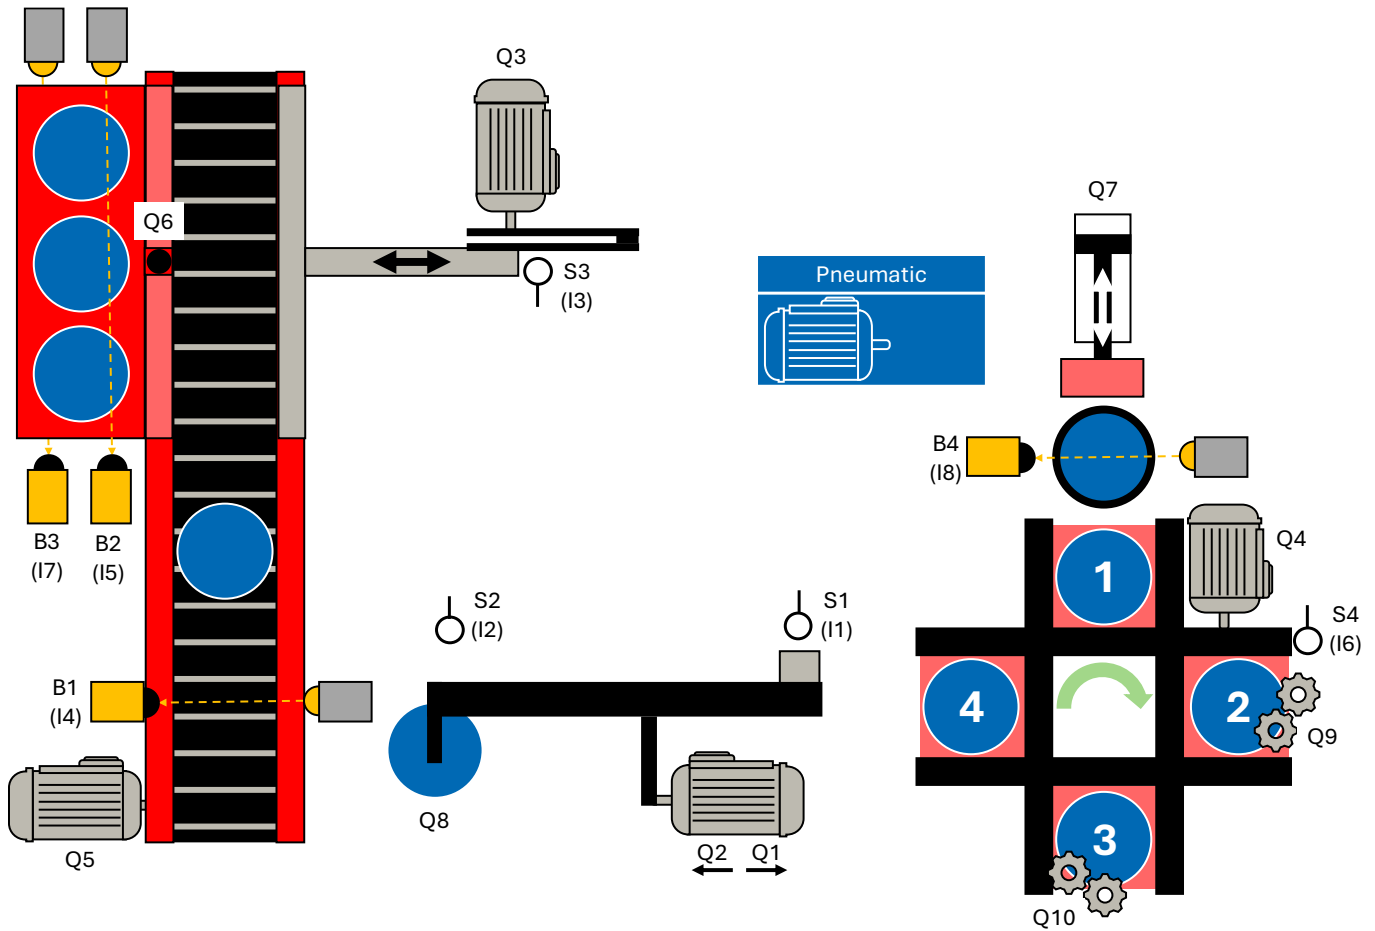 Q3
Q7
Q6
S3
(I3)
Pneumatic
B4
(I8)
Q4
B3
(I7)
B2
(I5)
1
S2
(I2)
S1
(I1)
S4
(I6)
B1
(I4)
4
2
Q9
Q8
3
Q5
Q2
Q1
Q10